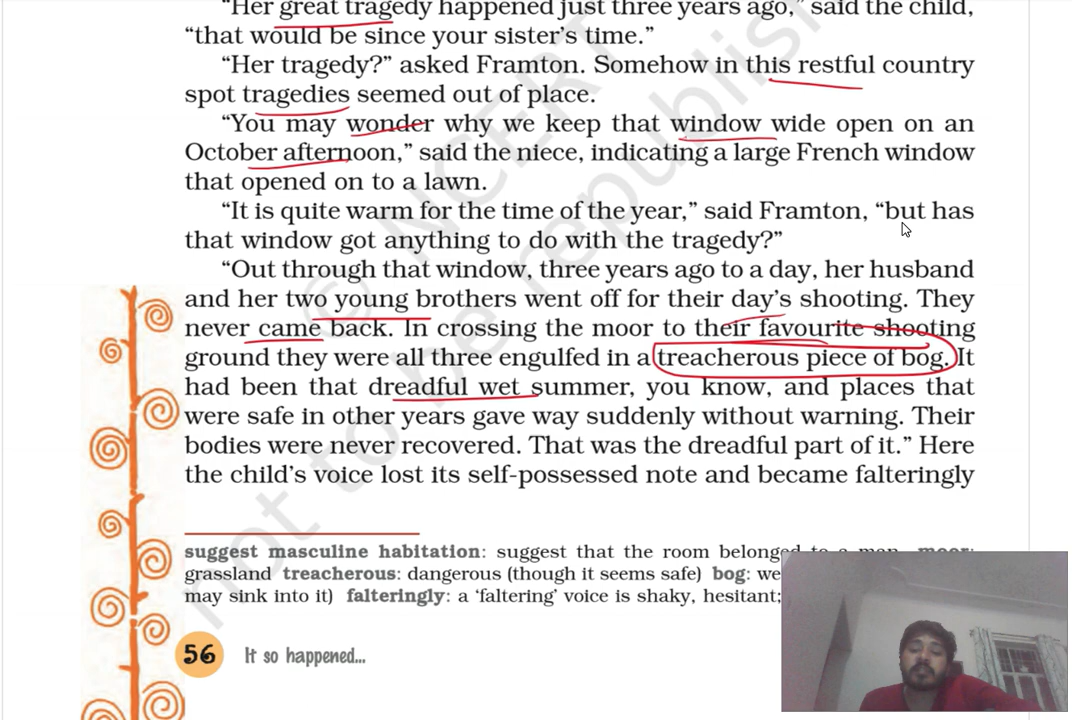 "Her great tragedy happened just three years ago," said the child,
"that would be since your sister's time."
"Her tragedy?" asked Framton. Somehow in this restful country
spot tragedies seemed out of place.
"You may wonder why we keep that window wide open on an
October afternoon," said the niece, indicating a large French window
that opened on to a lawn.
"It is quite warm for the time of the year," said Framton, "but has
that window got anything to do with the tragedy?"
"Out through that window, three years ago to a day, her husband
and her two young brothers went off for their day's shooting. They
never came back. In crossing the moor to their favourite shooting
ground they were all three engulfed in a treacherous piece of bog. It
had been that dreadful wet summer, you know, and places that
were safe in other years gave way suddenly without warning. Their
bodies were never recovered. That was the dreadful part of it." Here
the child's voice lost its self-possessed note and became falteringly
suggest masculine habitation: suggest that the room belonged to a man moor:
grassland treacherous: dangerous (though it seems safe) bog: we
may sink into it) falteringly: a 'faltering' voice is shaky, hesitant;
56 It so happened...
© NCERT
not to be republish